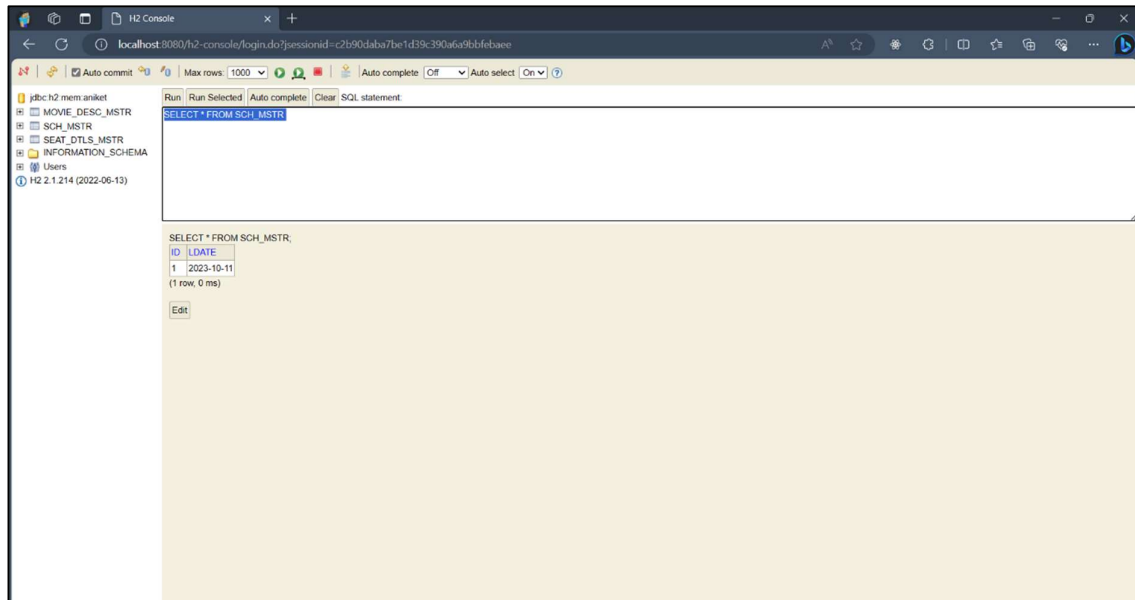 H2 Console
localhost:8080/h2-console/login.do?jsessionid=c2b90daba7be1d39c390a6a9bbfebaee
Auto commit Max rows: 1000 Auto complete Off Auto select On
jdbc:h2:mem:aniket
MOVIE_DESC_MSTR
SCH_MSTR
SEAT_DTLS_MSTR
INFORMATION_SCHEMA
Users
H2 2.1.214 (2022-06-13)
Run Run Selected Auto complete Clear SQL statement:
SELECT * FROM SCH_MSTR
SELECT * FROM SCH_MSTR;
ID LDATE
1 2023-10-11
(1 row, 0 ms)
Edit